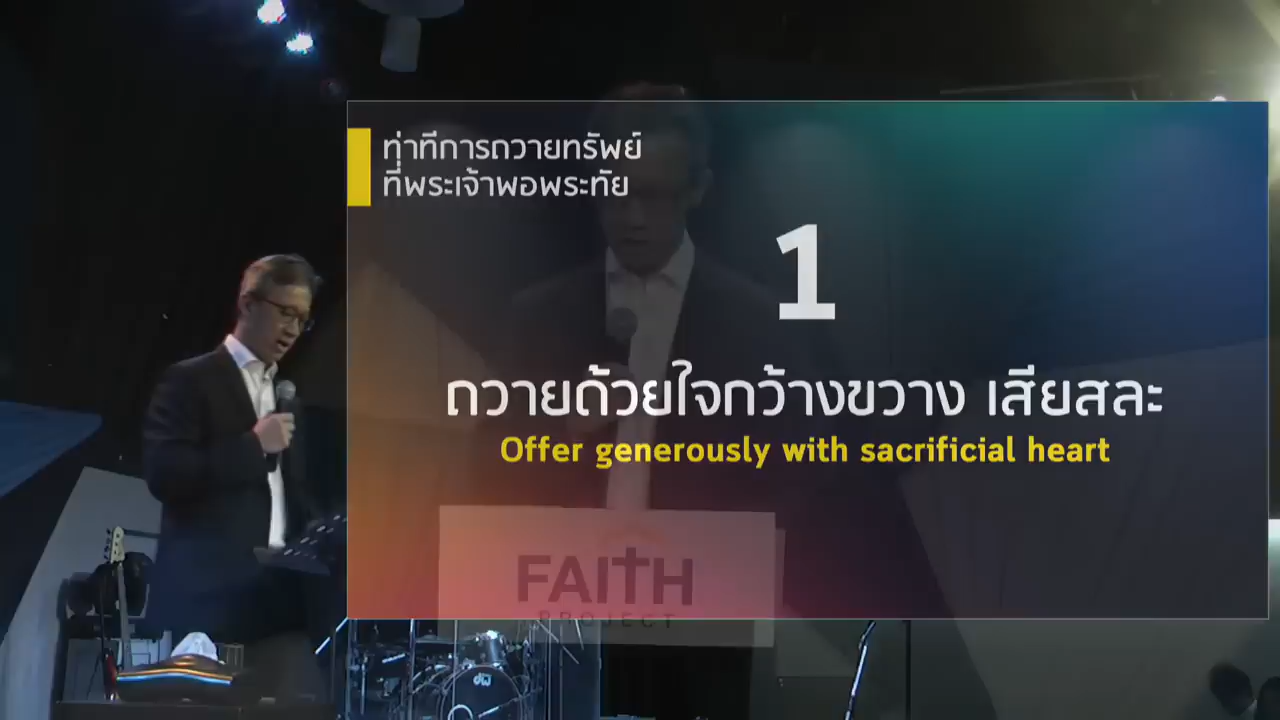 ท่าทีการถวายทรัพย์
ที่พระเจ้าพอพระทัย
1
ถวายด้วยใจกว้างขวาง เสียสละ
Offer generously with sacrificial heart
FAITH
PROJECT
dw